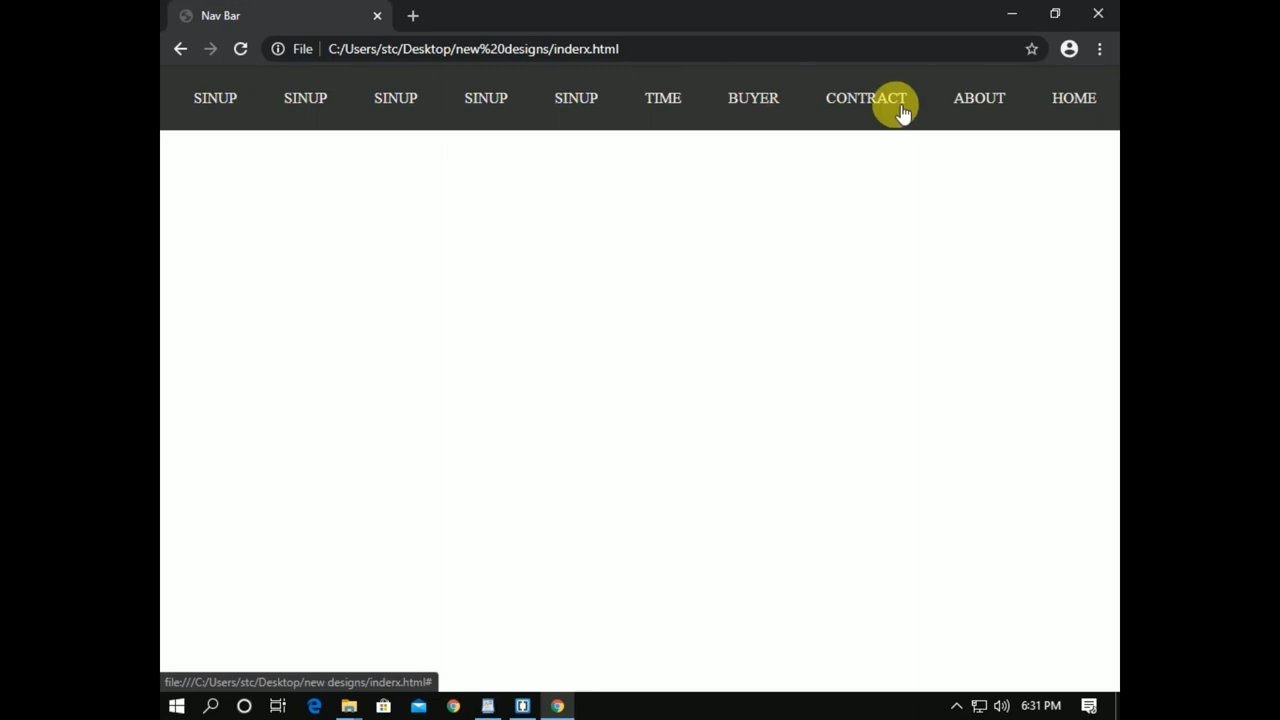 Nav Bar
File C:/Users/stc/Desktop/new%20designs/inderx.html
SINUP SINUP SINUP SINUP SINUP TIME BUYER CONTRACT ABOUT HOME
file:///C:/Users/stc/Desktop/new designs/inderx.html#
6:31 PM